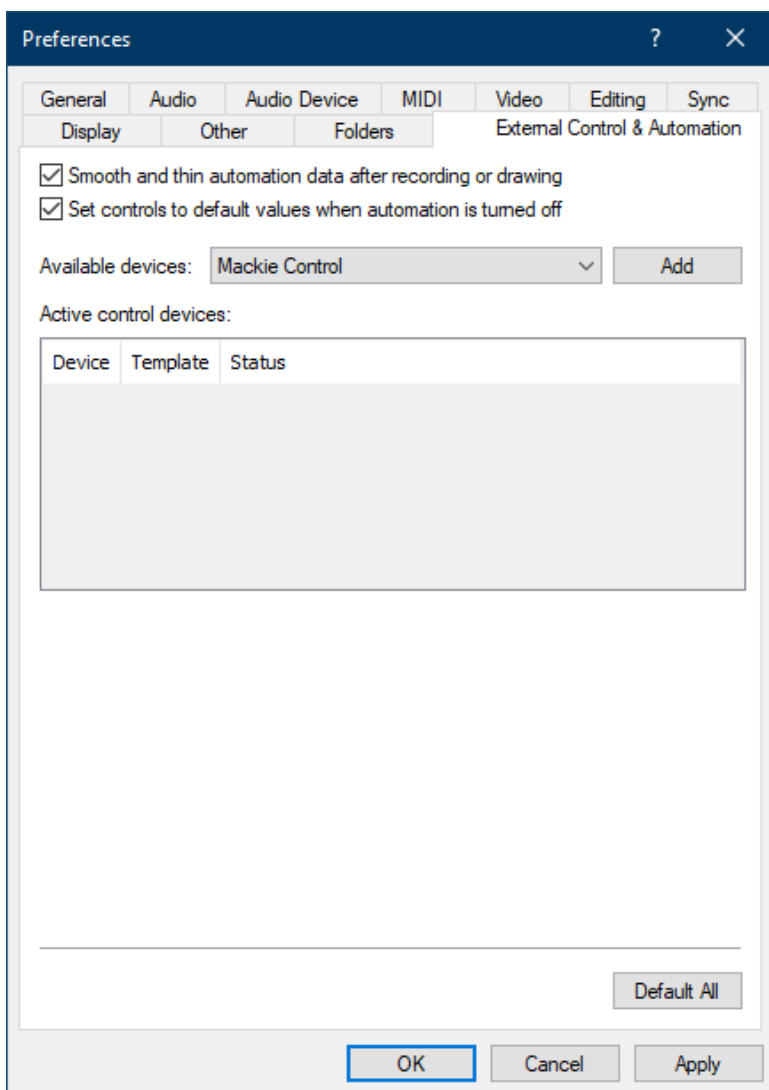 Preferences ?
General Audio Audio Device MIDI Video Editing Sync
Display Other Folders External Control & Automation
Smooth and thin automation data after recording or drawing
Set controls to default values when automation is turned off
Available devices: Mackie Control Add
Active control devices:
Device Template Status
Default All
OK Cancel Apply